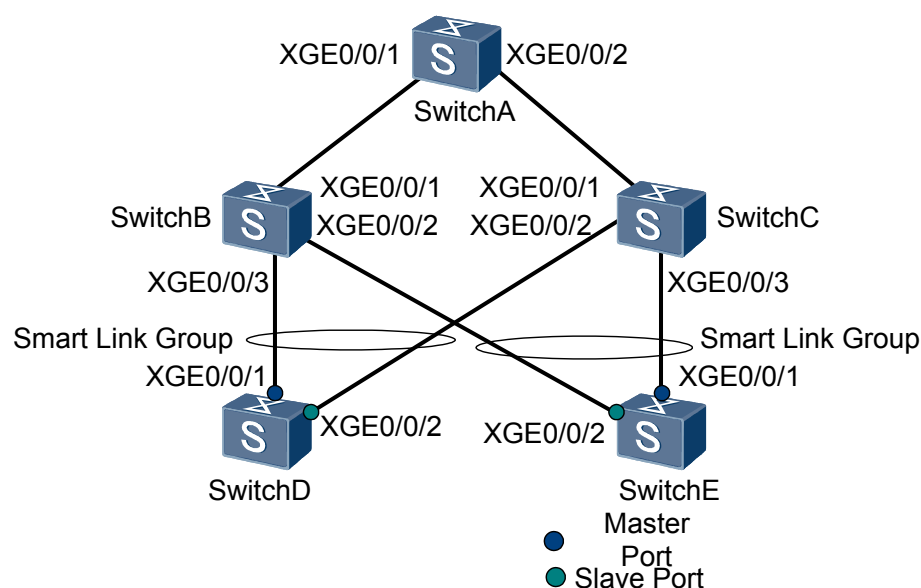 XGE0/0/1
XGE0/0/2
S
SwitchA
XGE0/0/1
XGE0/0/1
SwitchB
S
XGE0/0/2
XGE0/0/2
S
SwitchC
XGE0/0/3
XGE0/0/3
Smart Link Group
Smart Link Group
XGE0/0/1
XGE0/0/1
S
XGE0/0/2
XGE0/0/2
S
SwitchD
SwitchE
Master
Port
Slave Port